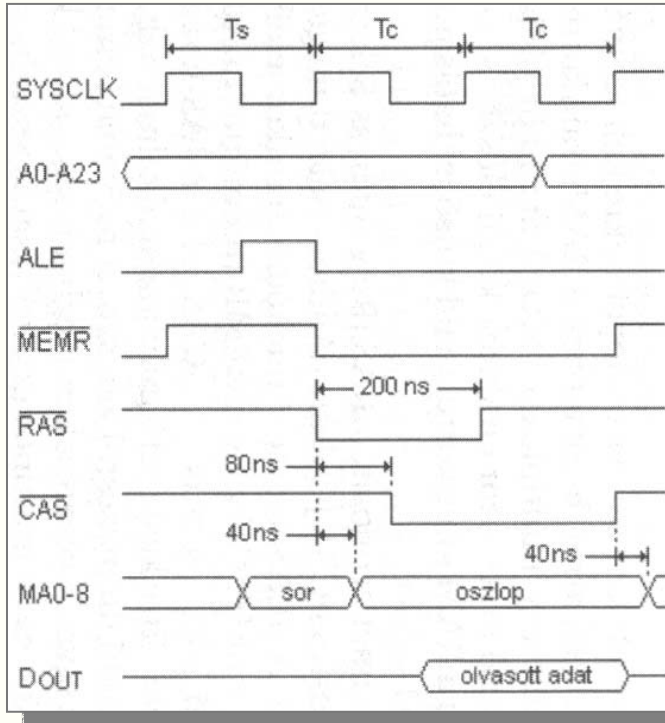 Ts Tc Tc
SYSCLK
A0-A23
ALE
MEMR
200 ns
RAS
80ns
CAS
40ns
40ns
MA0-8 sor oszlop
DOUT olvasott adat